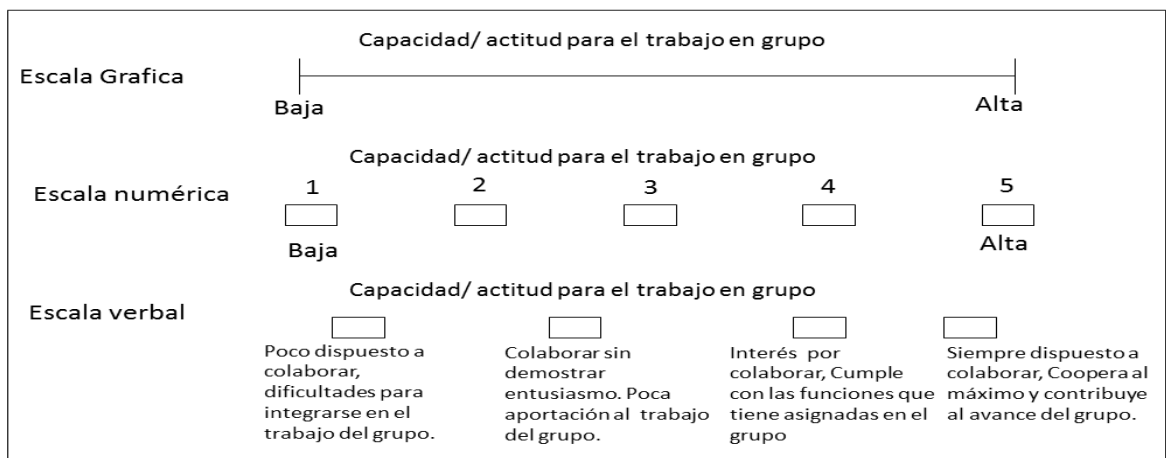 Capacidad/ actitud para el trabajo en grupo
Escala Grafica
Baja
Alta
Capacidad/ actitud para el trabajo en grupo
Escala numérica
1 2 3 4 5
Baja
Alta
Capacidad/ actitud para el trabajo en grupo
Escala verbal
Poco dispuesto a
colaborar,
dificultades para
integrarse en el
trabajo del grupo.
Colaborar sin
demostrar
entusiasmo. Poca
aportación al trabajo
del grupo.
Interés por
colaborar, Cumple
con las funciones que
tiene asignadas en el
grupo
Siempre dispuesto a
colaborar, Coopera al
máximo y contribuye
al avance del grupo.